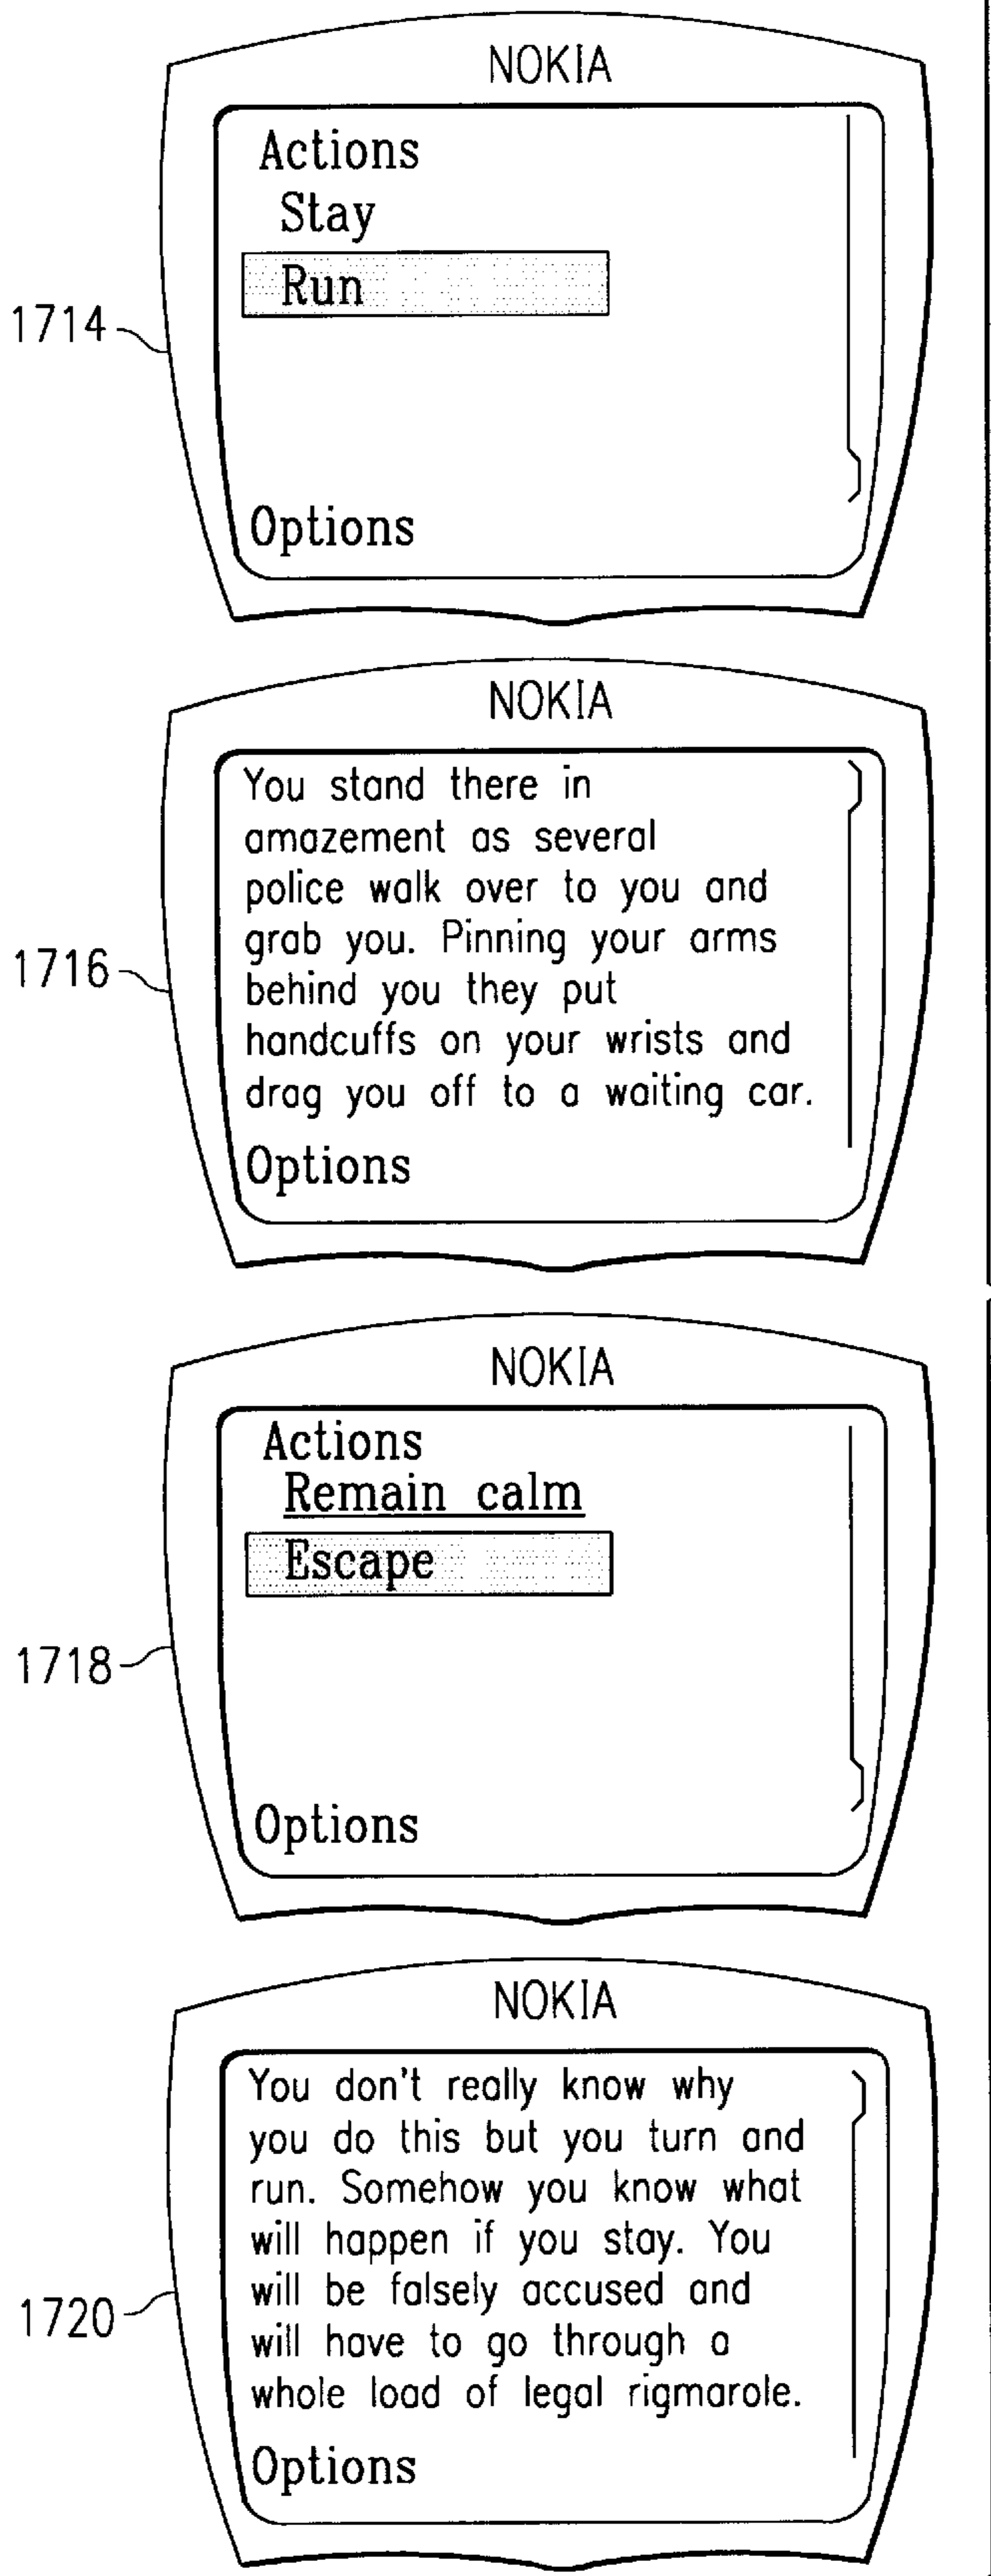 NOKIA
Actions
Stay
Run
1714
Options
NOKIA
You stand there in
amazement as several
police walk over to you and
grab you. Pinning your arms
1716
behind you they put
handcuffs on your wrists and
drag you off to a waiting car.
Options
NOKIA
Actions
Remain calm
Escape
1718
Options
NOKIA
You don't really know why
you do this but you turn and
run. Somehow you know what
will happen if you stay. You
will be falsely accused and
1720
will have to go through a
whole load of legal rigmarole.
Options